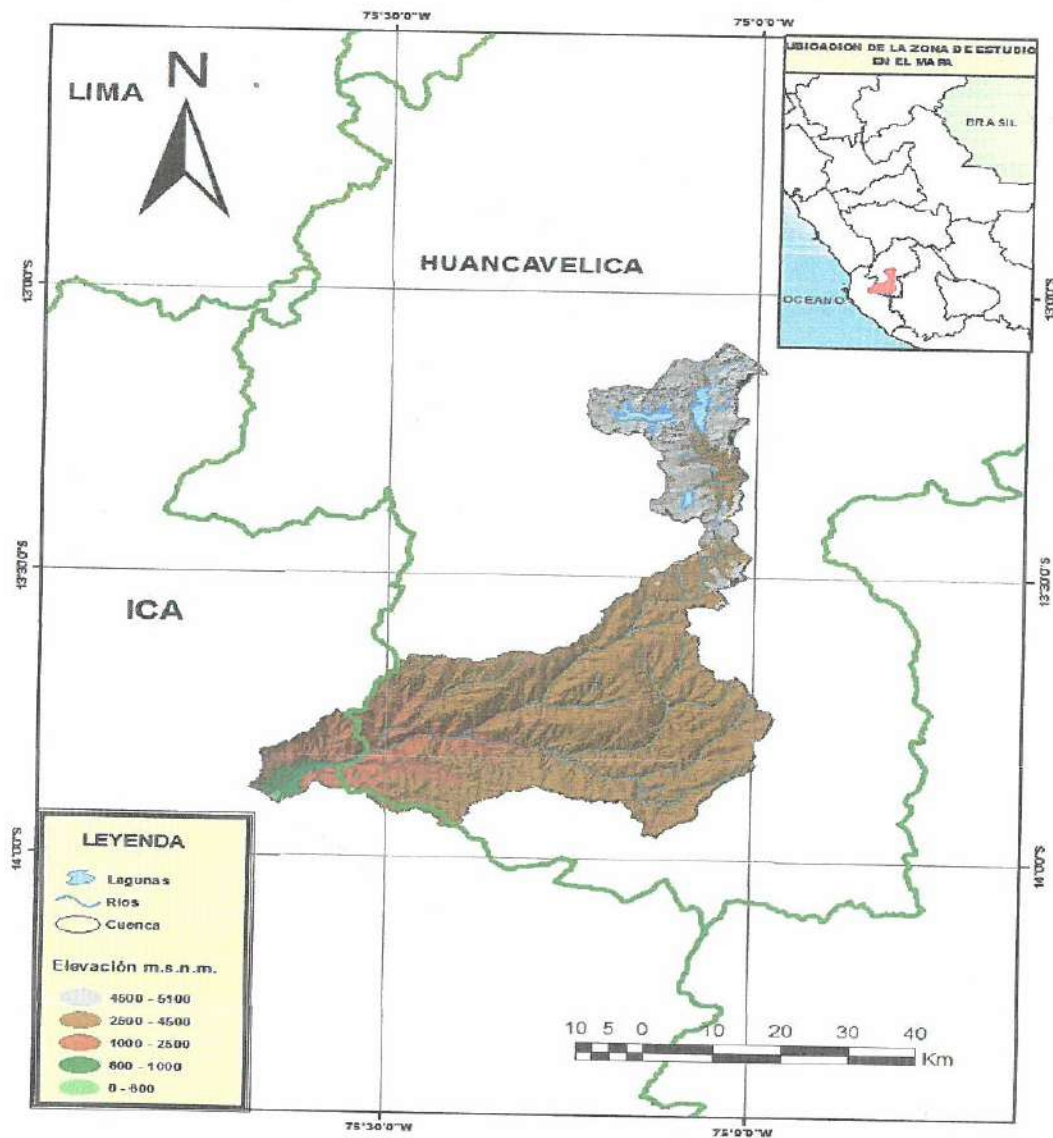 75°30'0"W
75°0'0"W
LIMA
N
UBICACION DE LA ZONA DE ESTUDIO
EN EL MAPA
BRASIL
OCEANO
HUANCAVELICA
13°0'0"S
13°0'0"S
13°30'0"S
13°30'0"S
ICA
14°0'0"S
14°0'0"S
LEYENDA
Lagunas
Ríos
Cuenca
Elevación m.s.n.m.
4500 - 5100
2500 - 4500
1000 - 2500
600 - 1000
0 - 600
10 5 0 10 20 30 40
Km
75°30'0"W
75°0'0"W